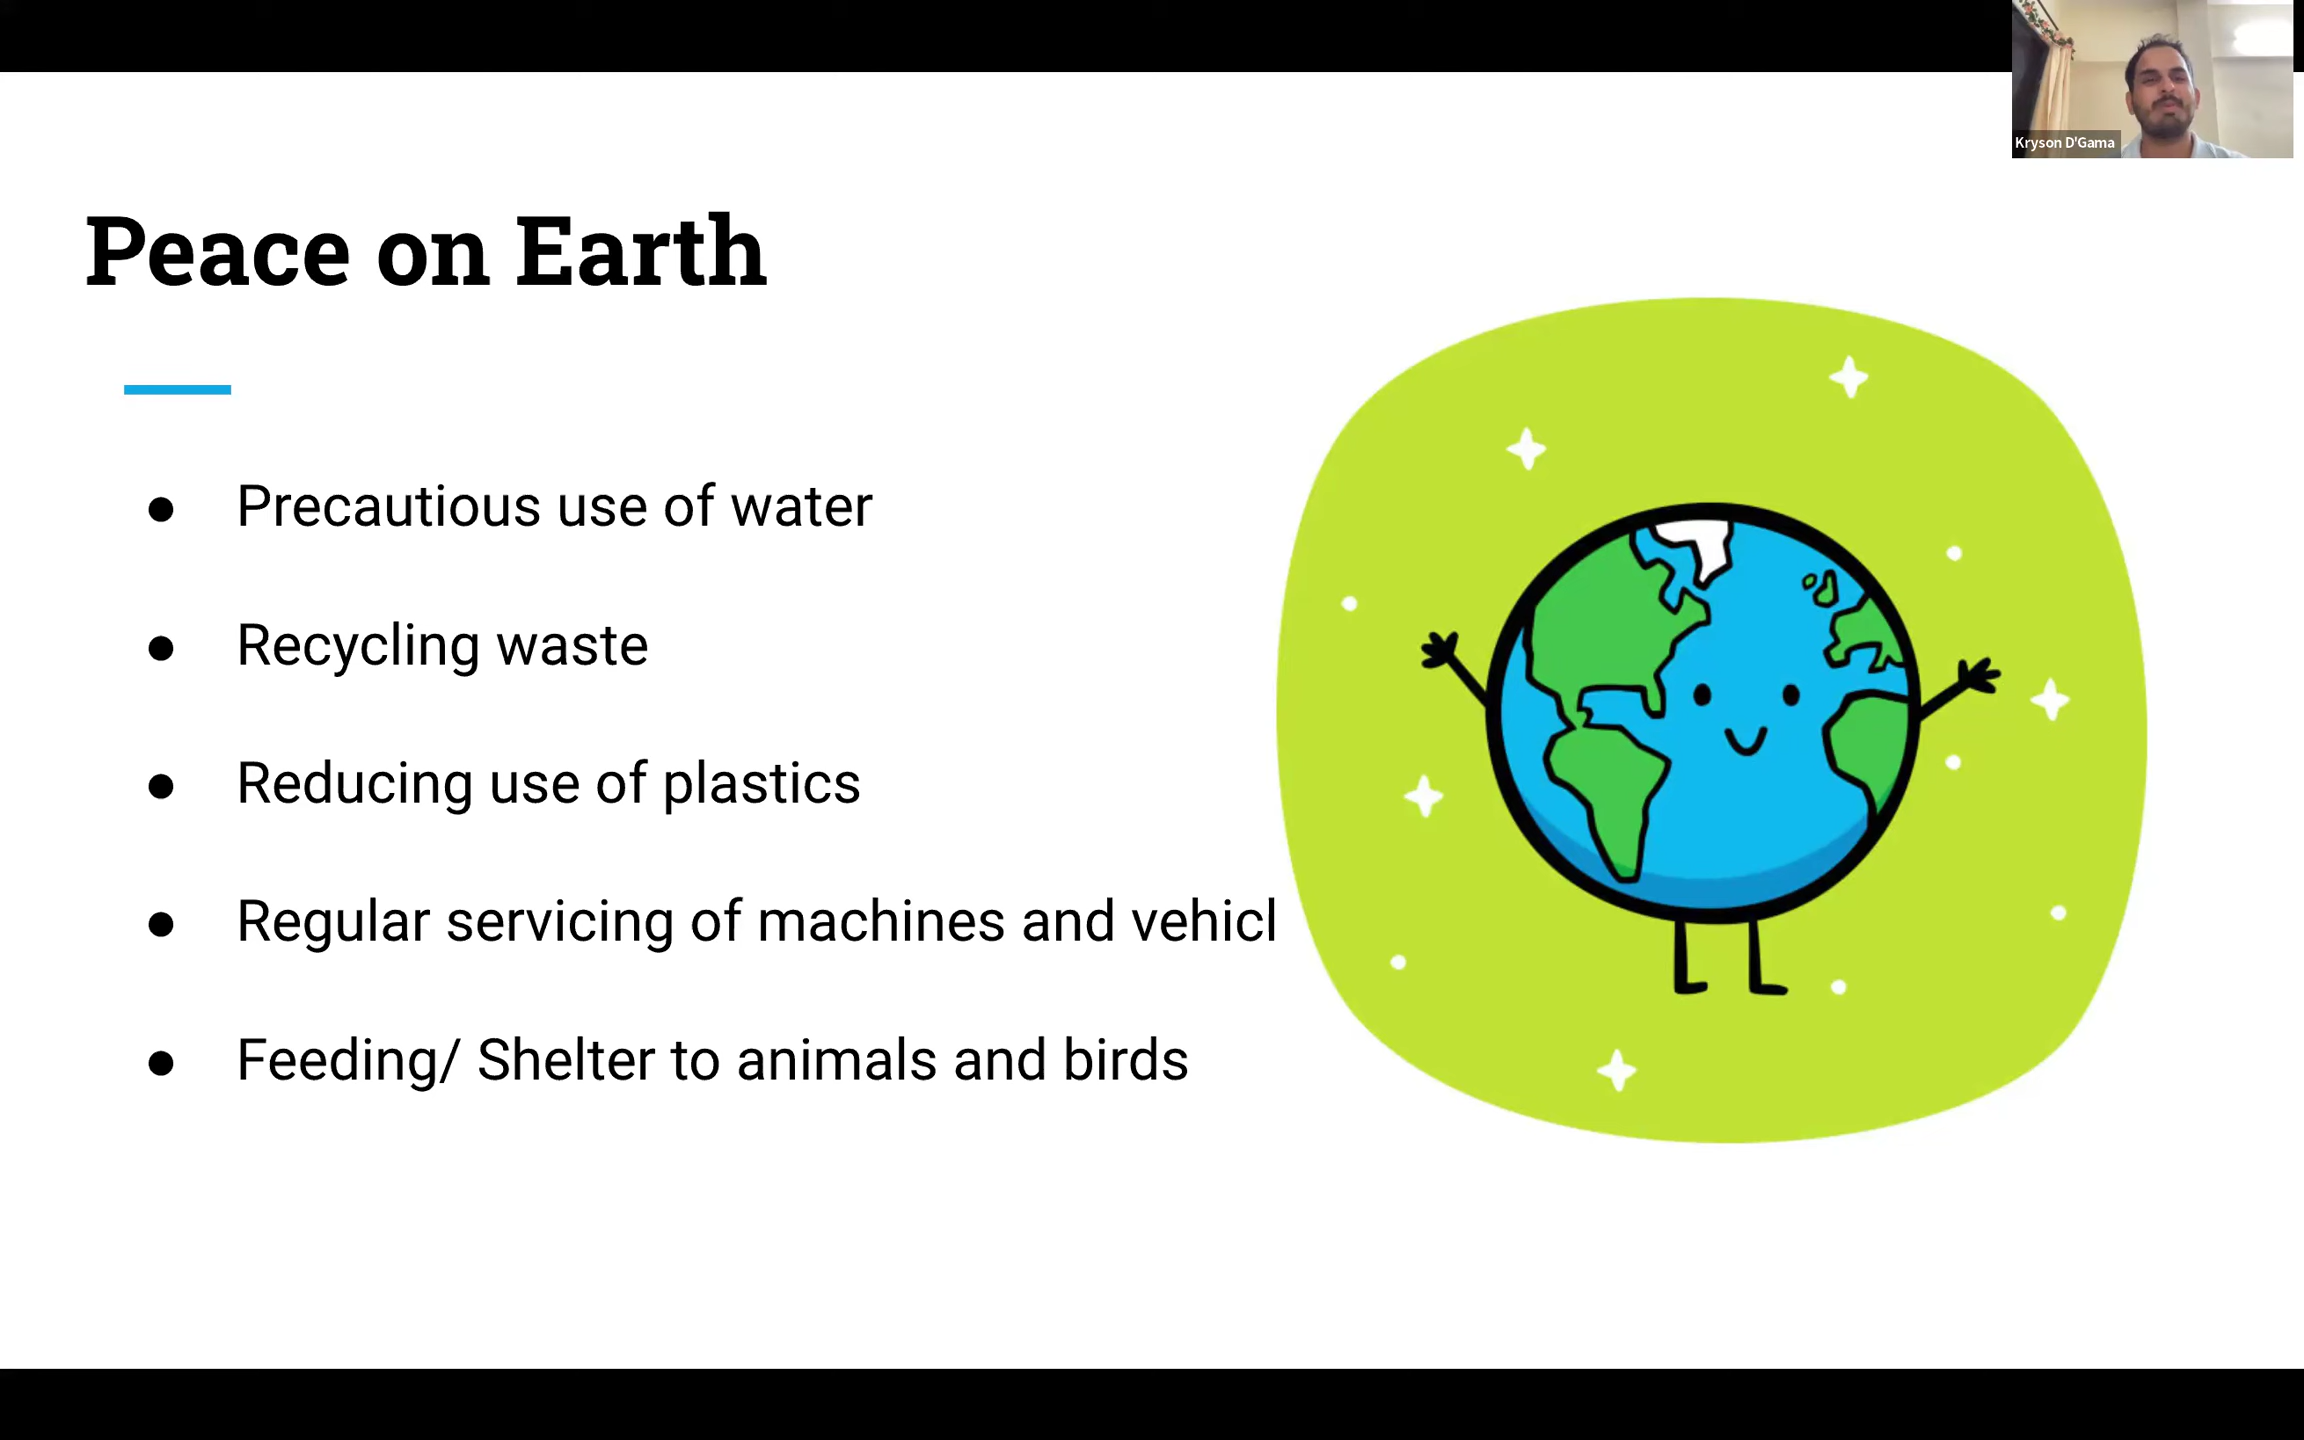 Kryson D'Gama
Peace on Earth
● Precautious use of water
● Recycling waste
● Reducing use of plastics
● Regular servicing of machines and vehicl
● Feeding/ Shelter to animals and birds